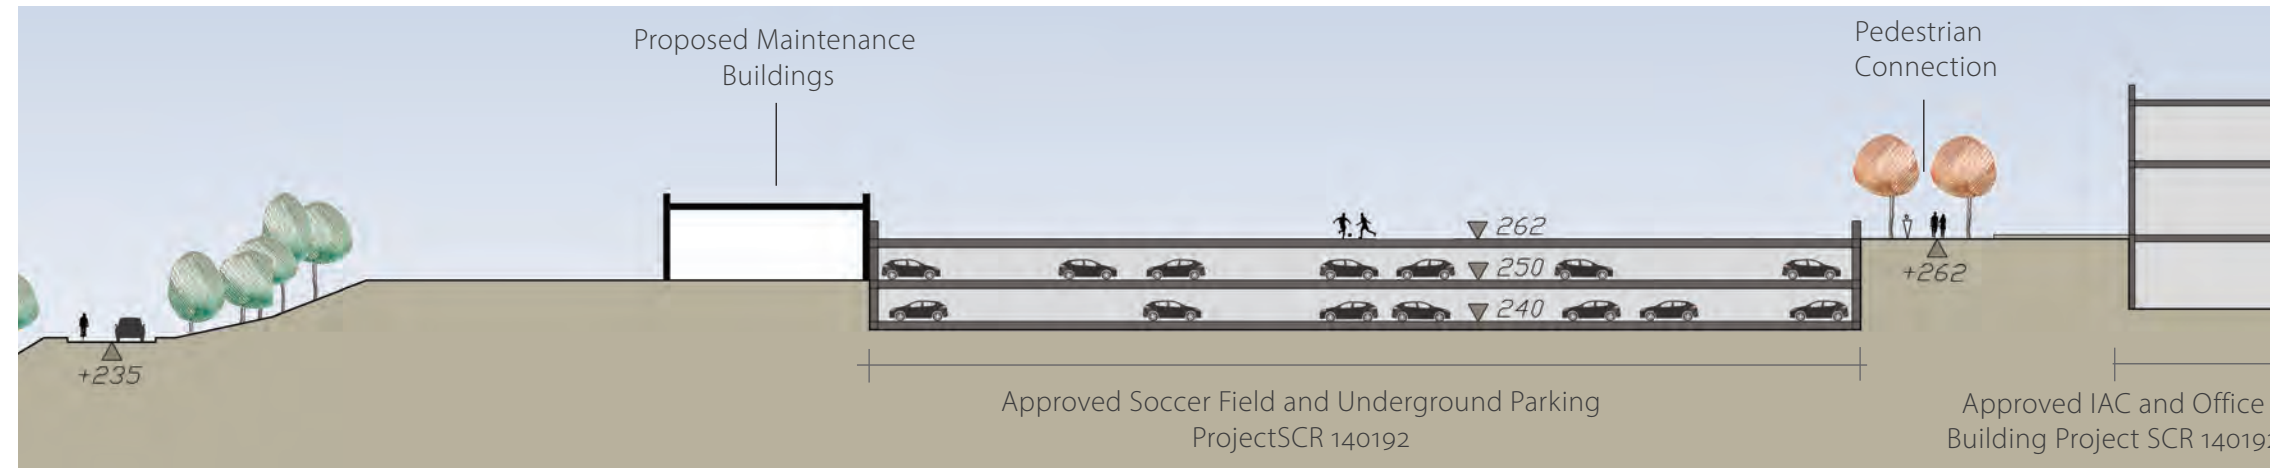 Proposed Maintenance
Buildings
Pedestrian
Connection
262
250
+262
240
+235
Approved Soccer Field and Underground Parking
ProjectSCR 140192
Approved IAC and Office
Building Project SCR 140192